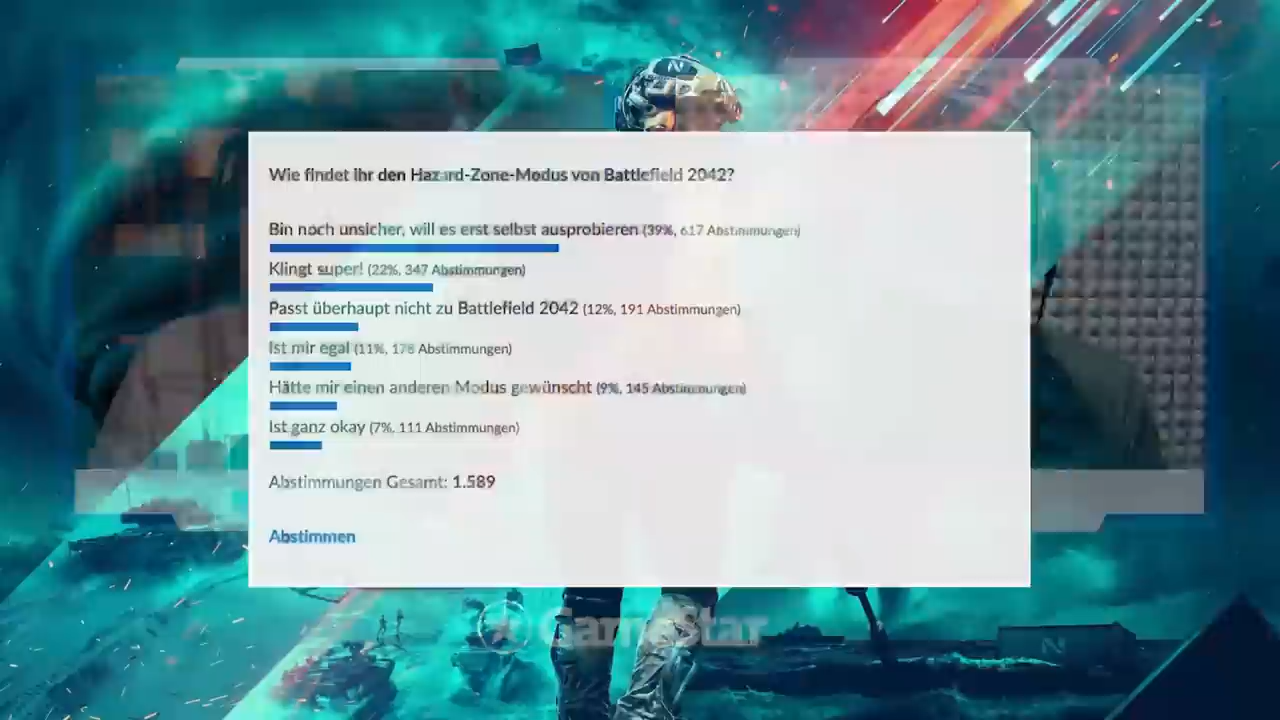 Wie findet ihr den Hazard-Zone-Modus von Battlefield 2042?
Bin noch unsicher, will es erst selbst ausprobieren (39%, 617 Abstimmungen)
Klingt super! (22%, 347 Abstimmungen)
Passt überhaupt nicht zu Battlefield 2042 (12%, 191 Abstimmungen)
Ist mir egal (11%, 178 Abstimmungen)
Hätte mir einen anderen Modus gewünscht (9%, 145 Abstimmungen)
Ist ganz okay (7%, 111 Abstimmungen)
Abstimmungen Gesamt: 1.589
Abstimmen
GameStar
N
N